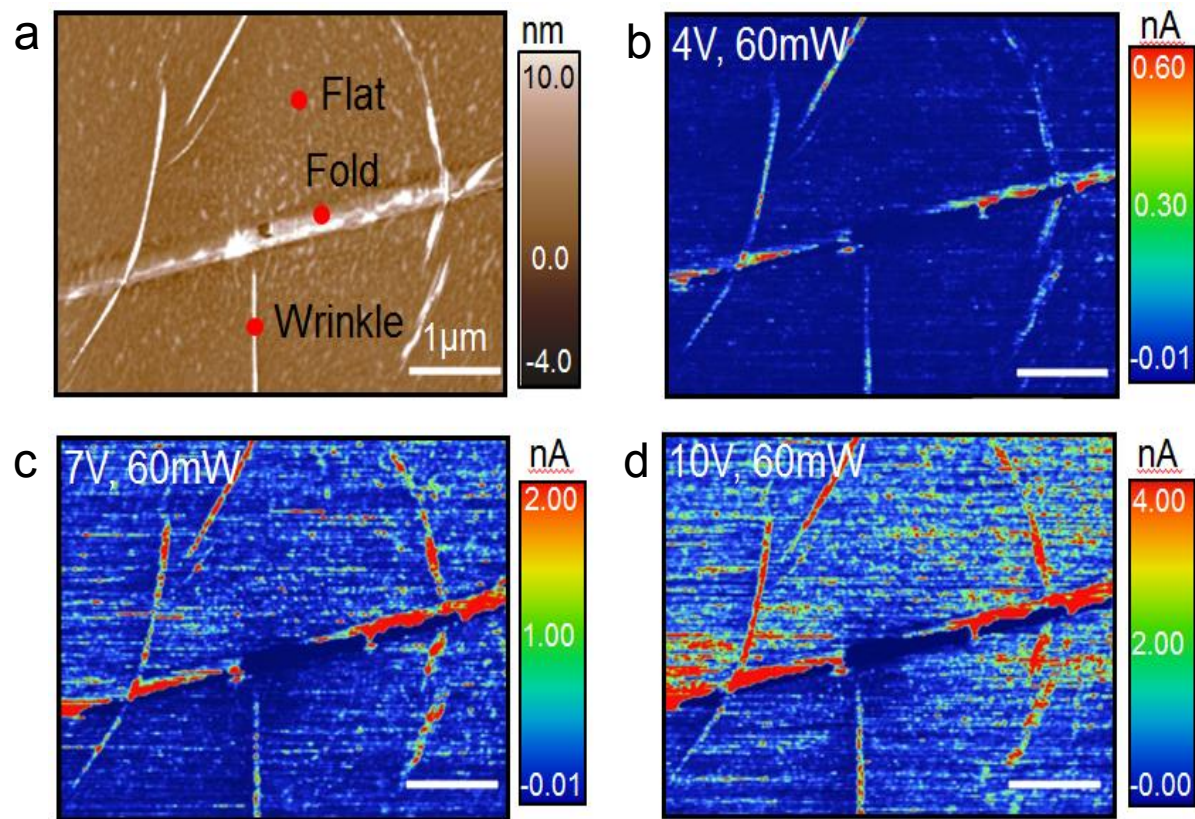 a
nm
10.0
0.0
-4.0
Flat
Fold
Wrinkle
1µm
b
4V, 60mW
nA
0.60
0.30
-0.01
c
7V, 60mW
nA
2.00
1.00
-0.01
d
10V, 60mW
nA
4.00
2.00
-0.00